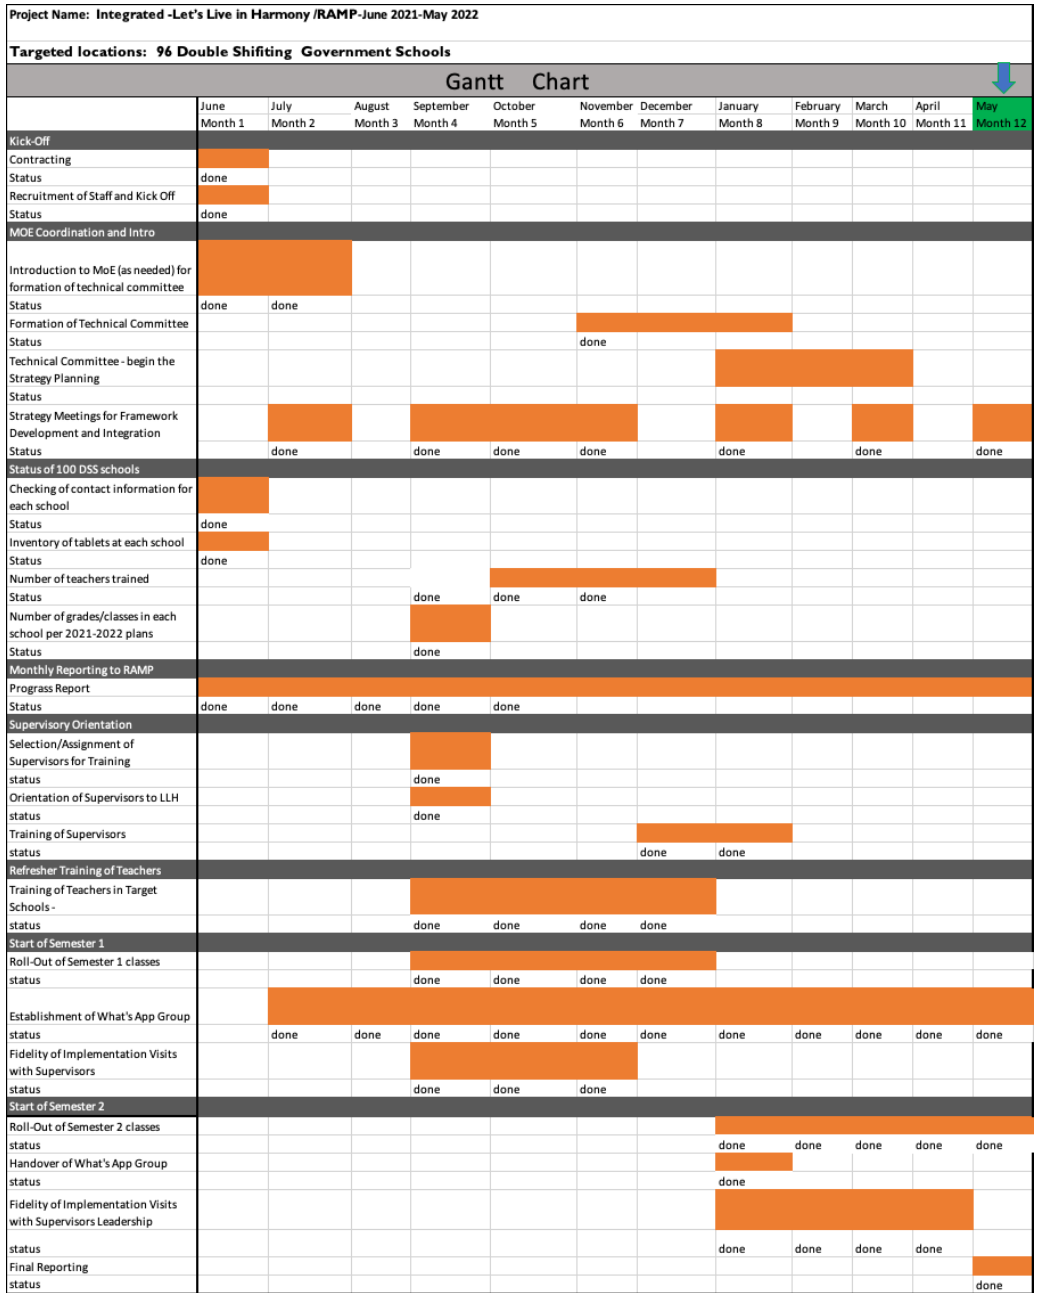 Project Name:  Integrated -Let's Live in Harmony /RAMP-June 2021-May 2022
Targeted locations:  96 Double Shifiting  Government Schools
Gantt Chart
June July August September October November December January February March April May
Month 1 Month 2 Month 3 Month 4 Month 5 Month 6 Month 7 Month 8 Month 9 Month 10 Month 11 Month 12
Kick-Off
Contracting
Status done
Recruitment of Staff and Kick Off
Status done
MOE Coordination and Intro
Introduction to MoE (as needed) for
formation of technical committee
Status done done
Formation of Technical Committee
Status done
Technical Committee - begin the
Strategy Planning
Status
Strategy Meetings for Framework
Development and Integration
Status done done done done done done done
Status of 100 DSS schools
Checking of contact information for
each school
Status done
Inventory of tablets at each school
Status done
Number of teachers trained
Status done done done
Number of grades/classes in each
school per 2021-2022 plans
Status done
Monthly Reporting to RAMP
Prograss Report
Status done done done done done
Supervisory Orientation
Selection/Assignment of
Supervisors for Training
status done
Orientation of Supervisors to LLH
status done
Training of Supervisors
status done done
Refresher Training of Teachers
Training of Teachers in Target
Schools -
status done done done done
Start of Semester 1
Roll-Out of Semester 1 classes
status done done done done
Establishment of What's App Group
status done done done done done done done done done done done
Fidelity of Implementation Visits
with Supervisors
status done done done
Start of Semester 2
Roll-Out of Semester 2 classes
status done done done done done
Handover of What's App Group
status done
Fidelity of Implementation Visits
with Supervisors Leadership
status done done done done
Final Reporting
status done